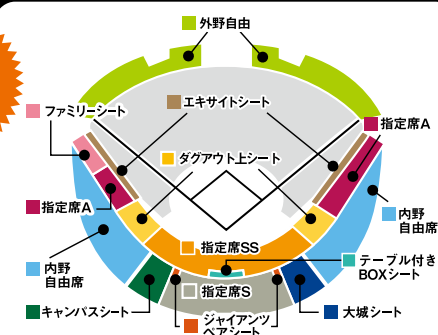 外野自由
エキサイトシート
ファミリーシート
指定席A
ダグアウト上シート
指定席A
内野
自由席
指定席SS
テーブル付き
BOXシート
内野
自由席
指定席S
キャンパスシート
ジャイアンツ
ペアシート
大城シート